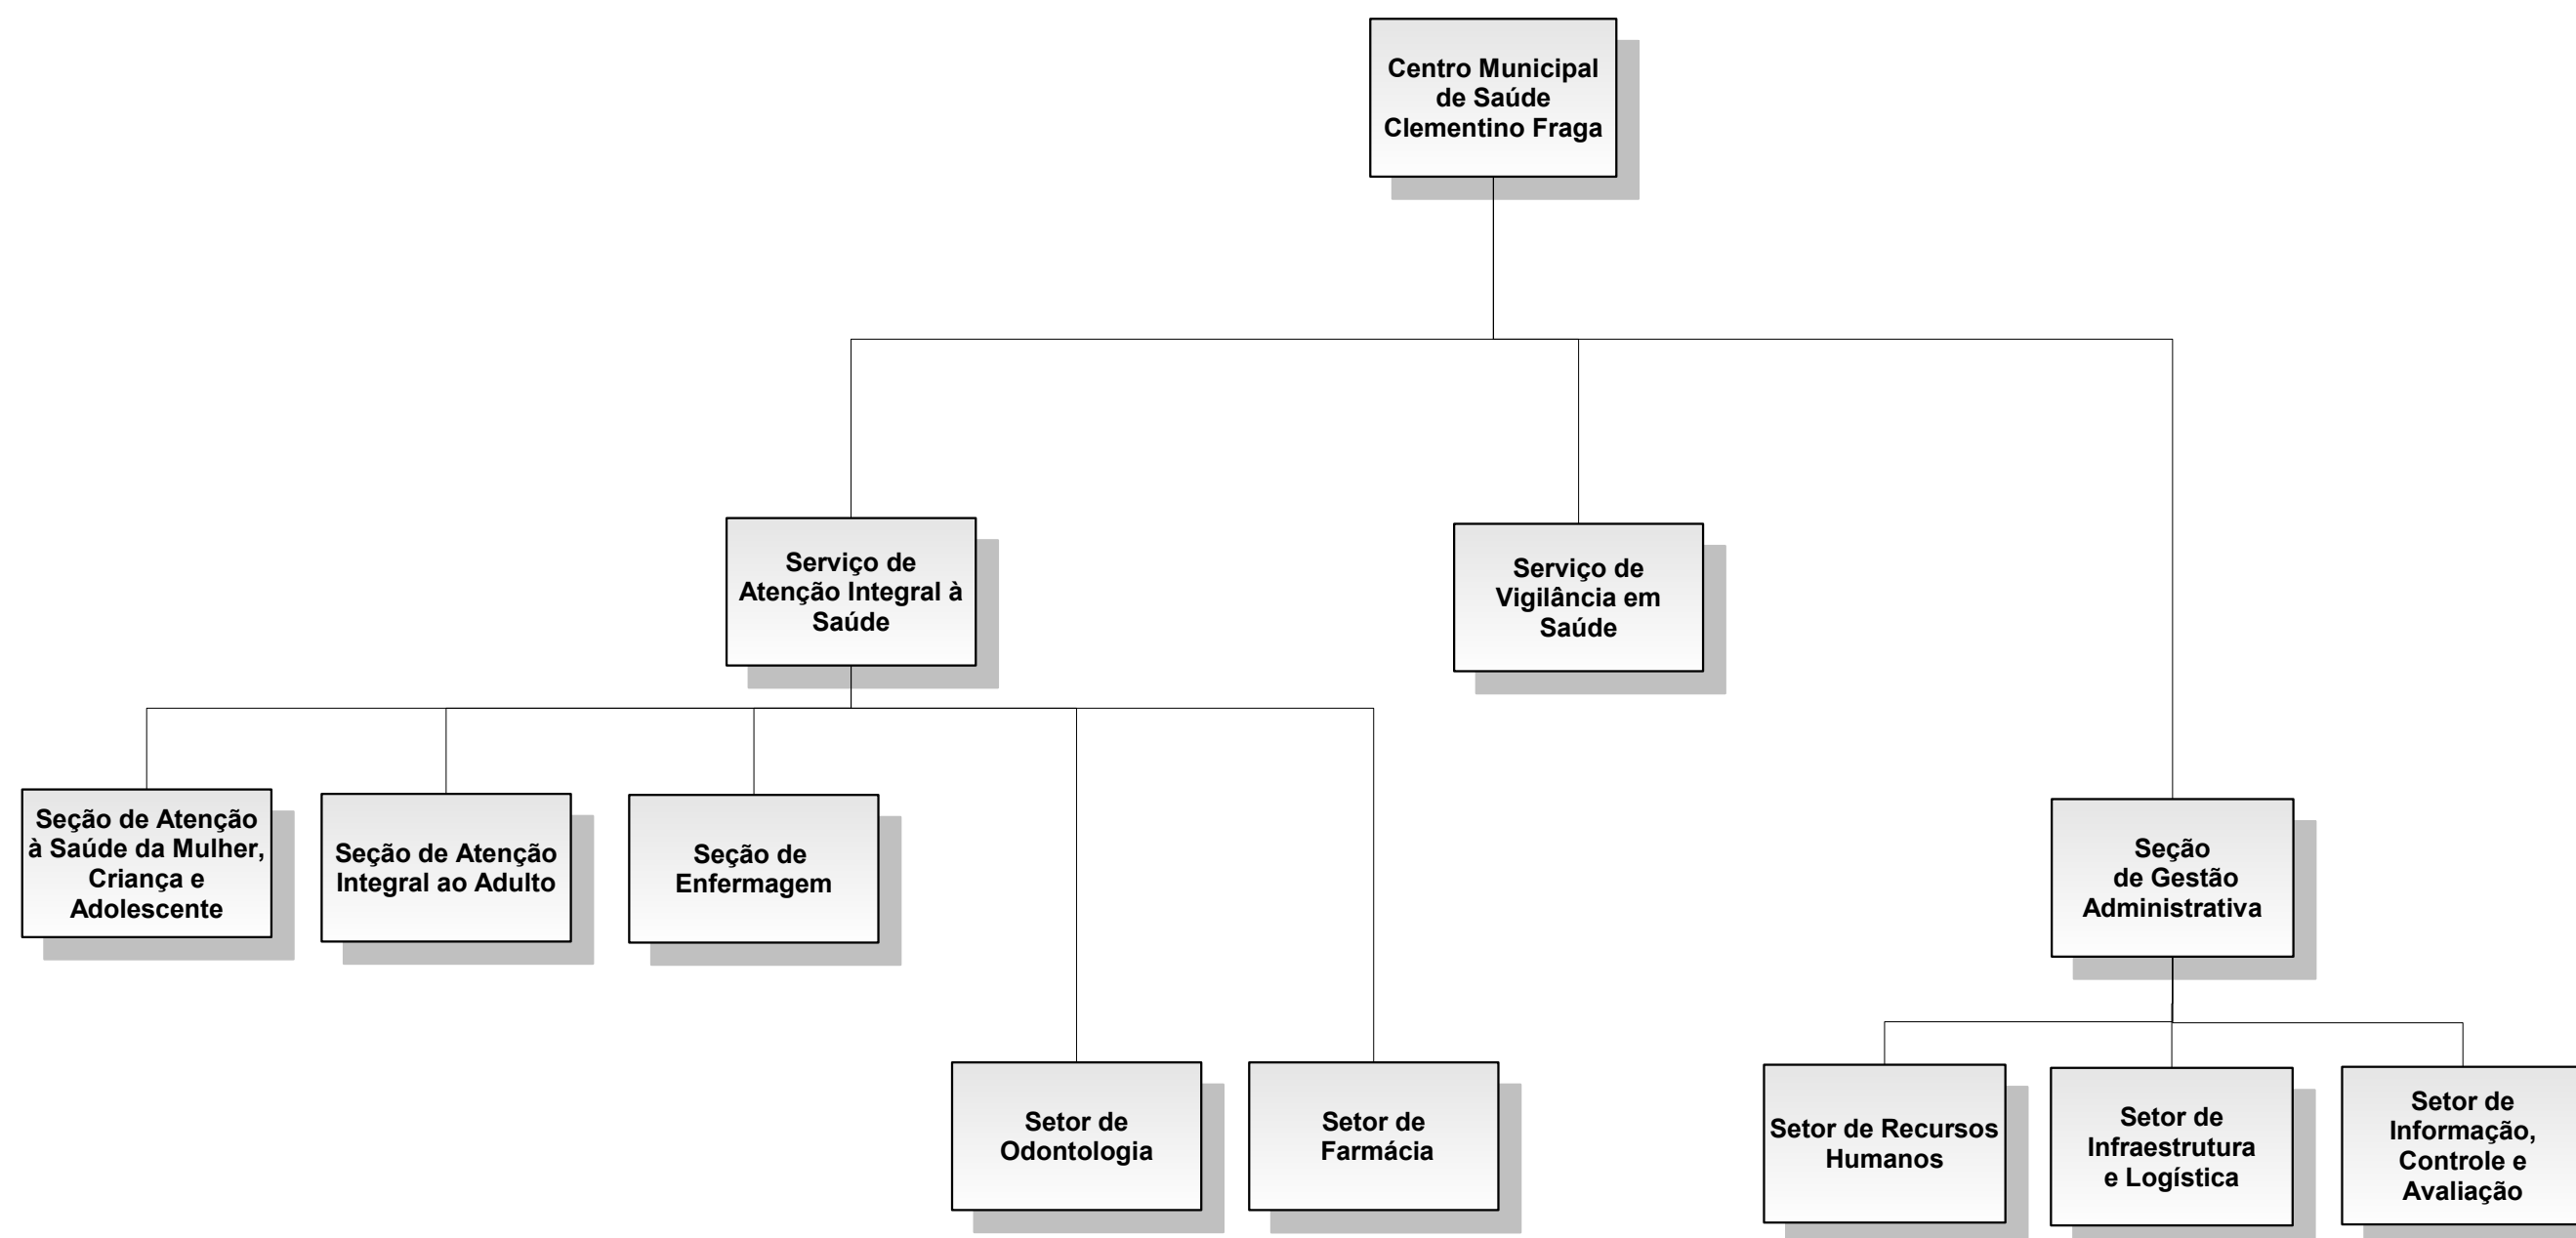 Centro Municipal
de Saúde
Clementino Fraga
Serviço de
Atenção Integral à
Saúde
Serviço de
Vigilância em
Saúde
Seção de Atenção
à Saúde da Mulher,
Criança e
Adolescente
Seção de Atenção
Integral ao Adulto
Seção de
Enfermagem
Seção
de Gestão
Administrativa
Setor de
Odontologia
Setor de
Farmácia
Setor de Recursos
Humanos
Setor de
Infraestrutura
e Logística
Setor de
Informação,
Controle e
Avaliação